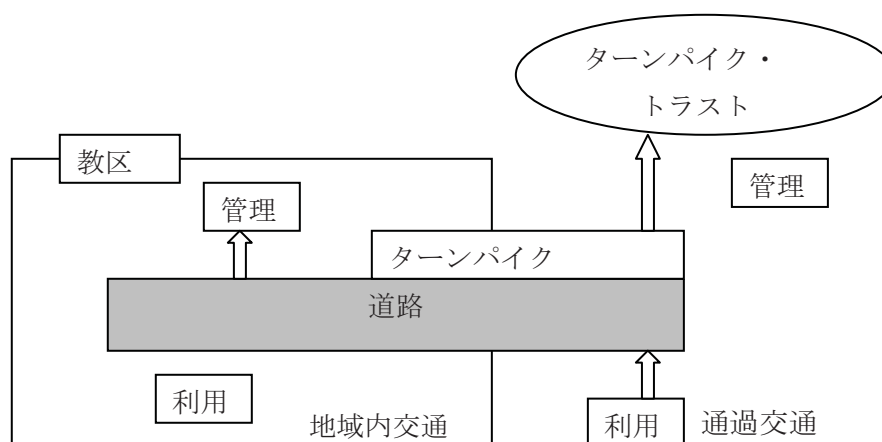 ターンパイク・
トラスト
教区
管理
管理
ターンパイク
道路
利用
地域内交通
利用
通過交通